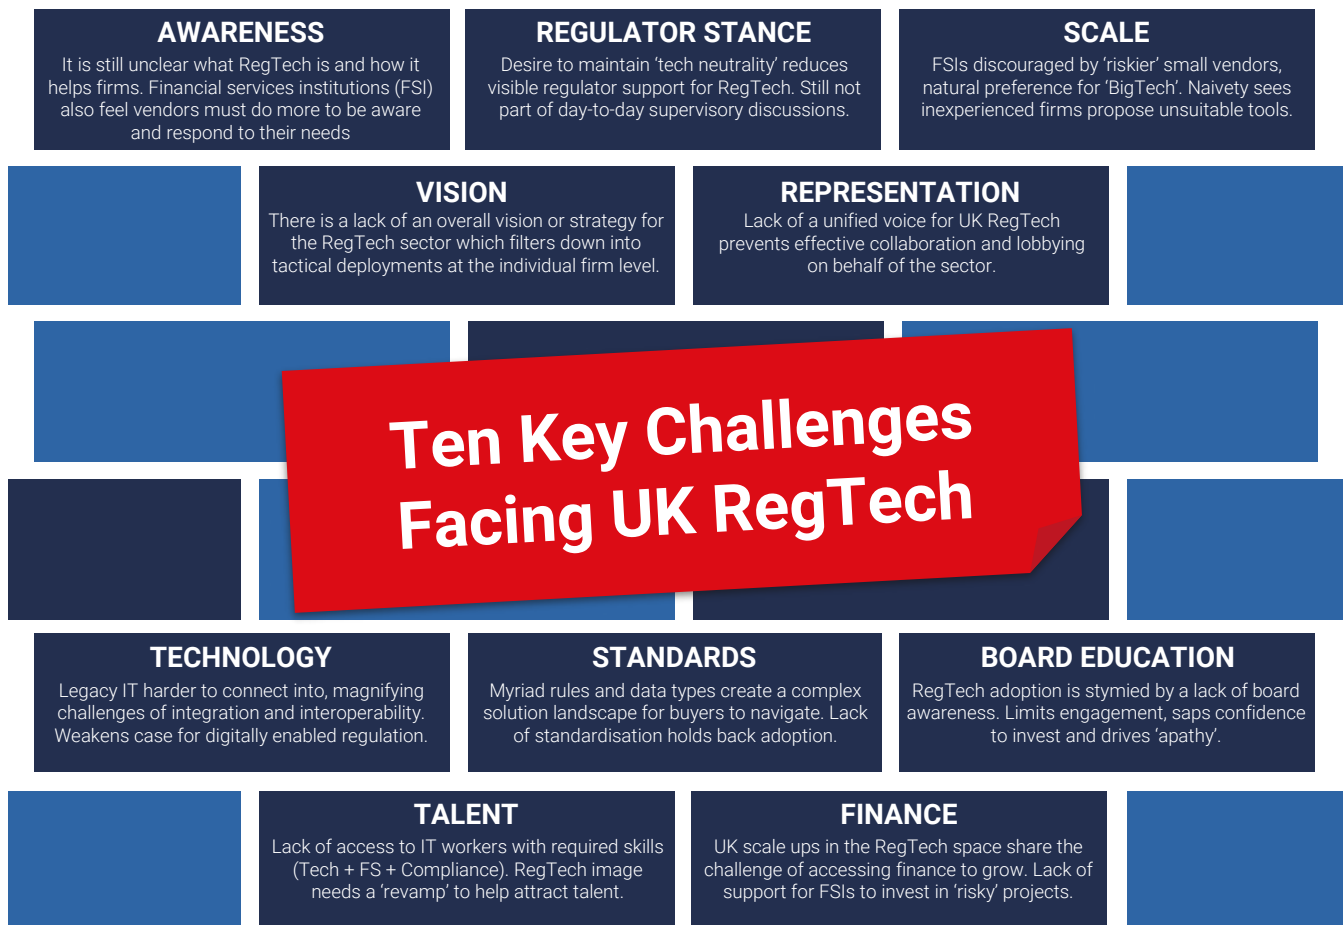 AWARENESS
It is still unclear what RegTech is and how it
helps firms. Financial services institutions (FSI)
also feel vendors must do more to be aware
and respond to their needs
REGULATOR STANCE
Desire to maintain ‘tech neutrality’ reduces
visible regulator support for RegTech. Still not
part of day-to-day supervisory discussions.
SCALE
FSIs discouraged by ‘riskier’ small vendors,
natural preference for ‘BigTech’. Naivety sees
inexperienced firms propose unsuitable tools.
VISION
There is a lack of an overall vision or strategy for
the RegTech sector which filters down into
tactical deployments at the individual firm level.
REPRESENTATION
Lack of a unified voice for UK RegTech
prevents effective collaboration and lobbying
on behalf of the sector.
Ten Key Challenges
Facing UK RegTech
TECHNOLOGY
Legacy IT harder to connect into, magnifying
challenges of integration and interoperability.
Weakens case for digitally enabled regulation.
STANDARDS
Myriad rules and data types create a complex
solution landscape for buyers to navigate. Lack
of standardisation holds back adoption.
BOARD EDUCATION
RegTech adoption is stymied by a lack of board
awareness. Limits engagement, saps confidence
to invest and drives ‘apathy’.
TALENT
Lack of access to IT workers with required skills
(Tech + FS + Compliance). RegTech image
needs a ‘revamp’ to help attract talent.
FINANCE
UK scale ups in the RegTech space share the
challenge of accessing finance to grow. Lack of
support for FSIs to invest in ‘risky’ projects.